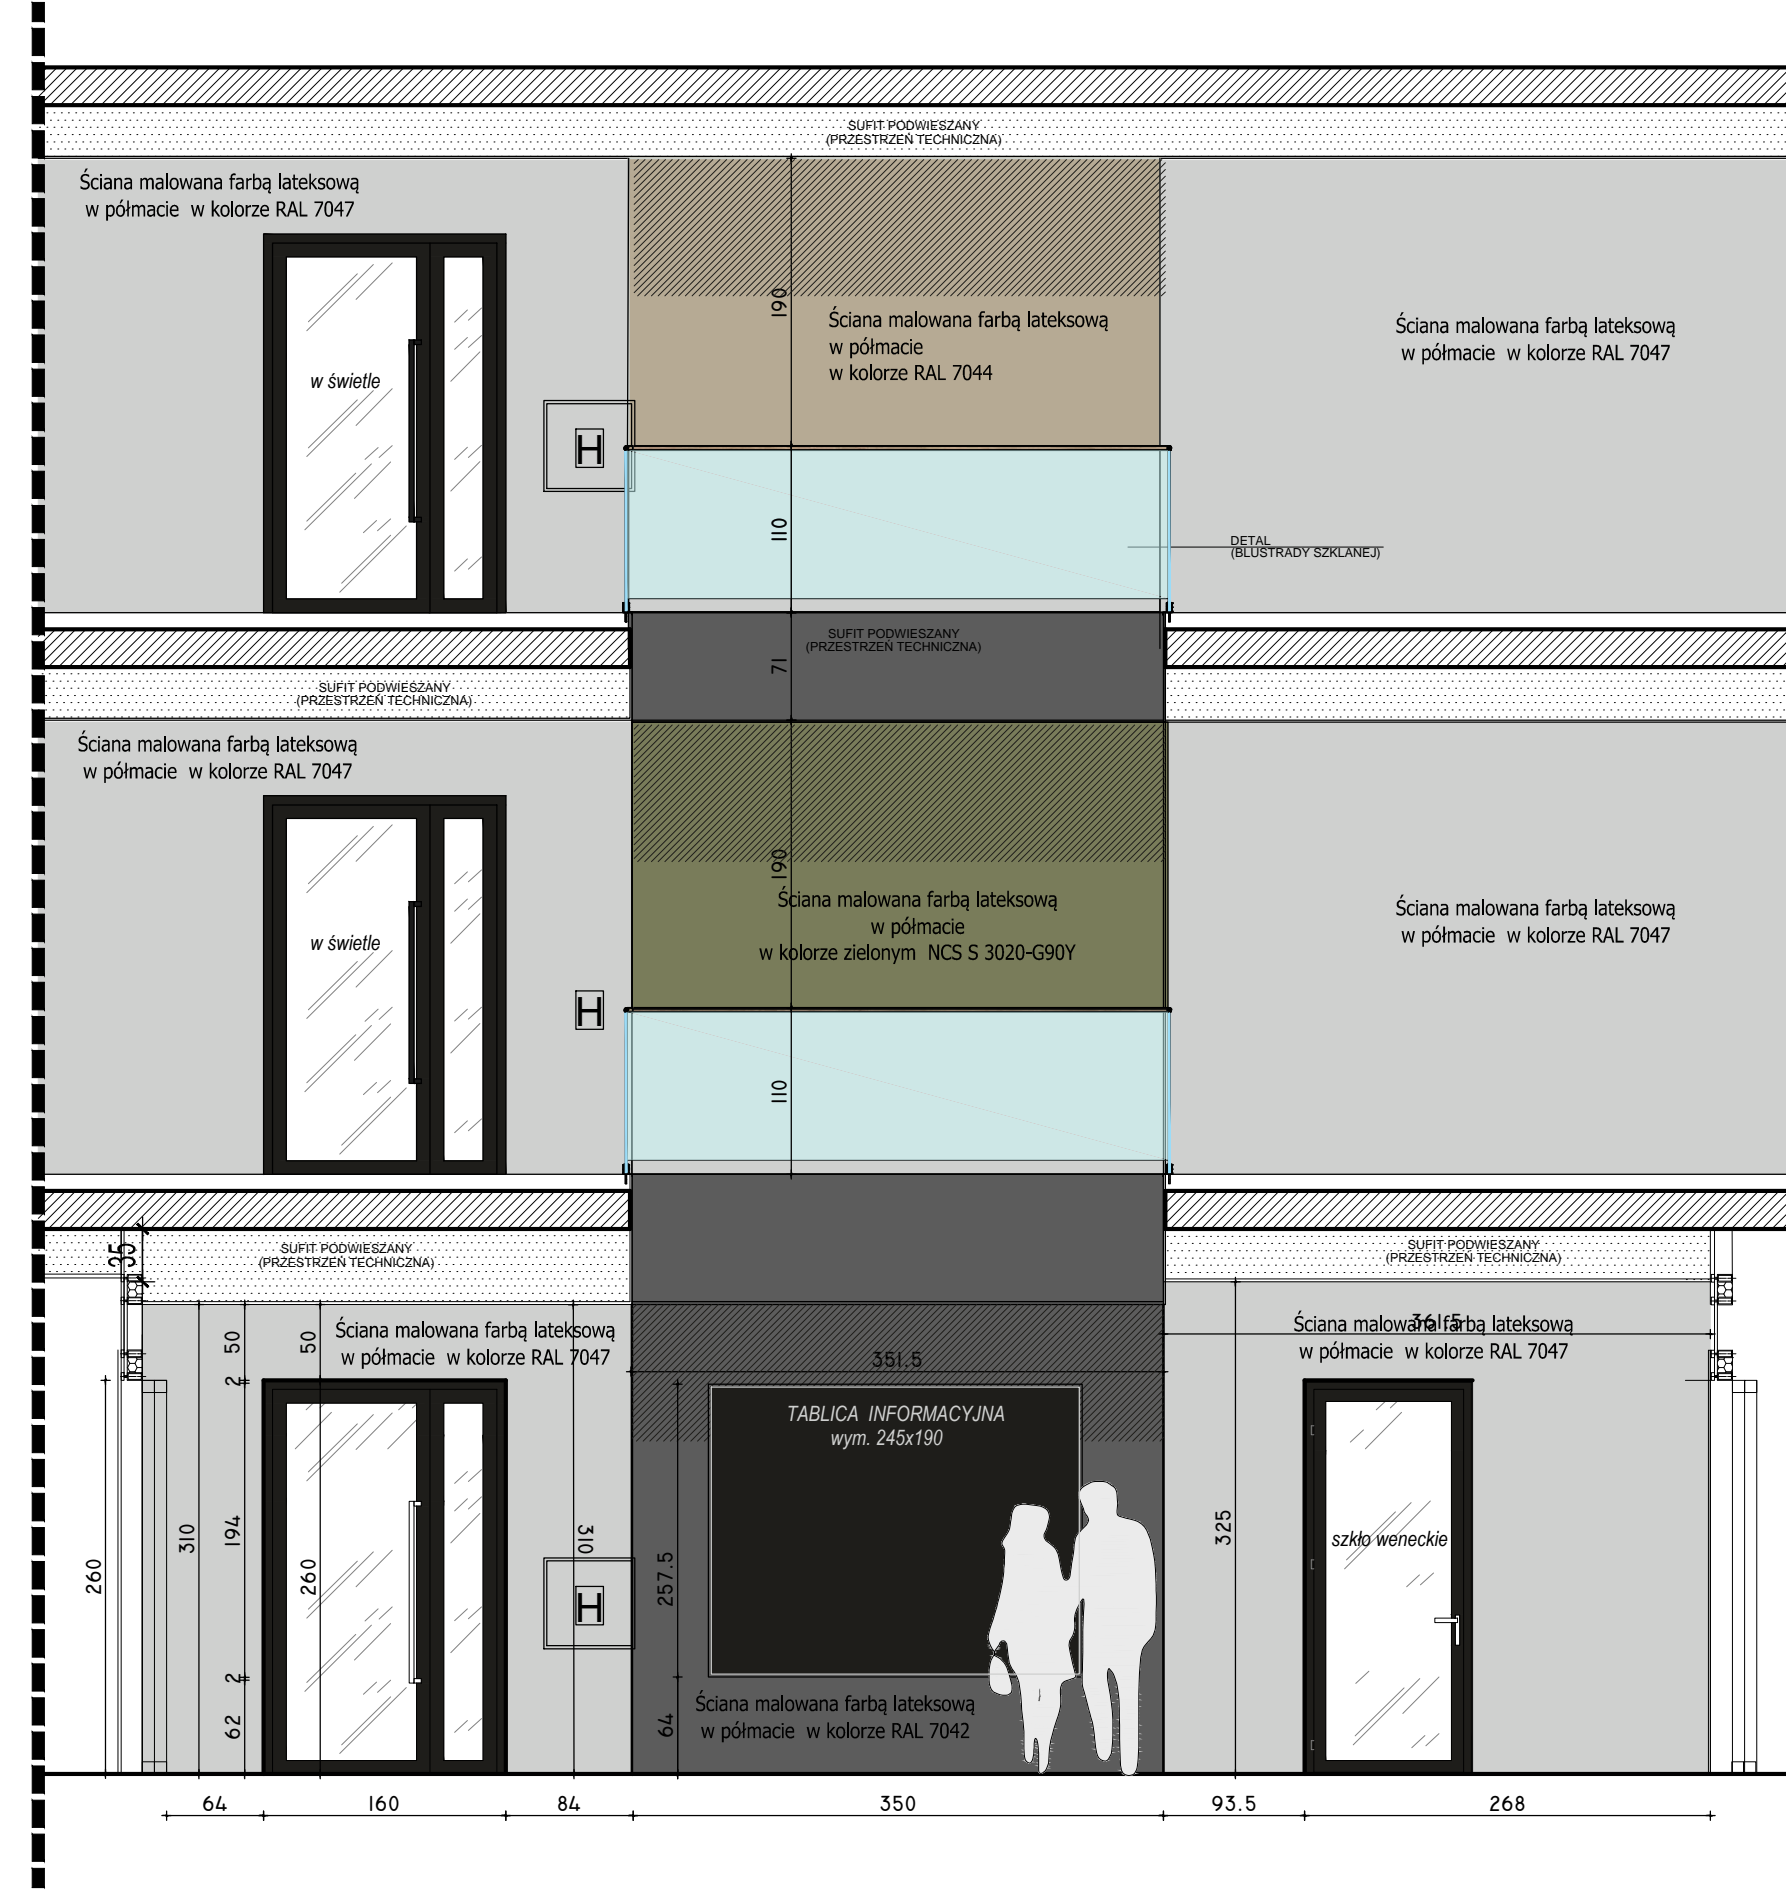 SUFIT PODWIESZANY
(PRZESTRZEŃ TECHNICZNA)
Ściana malowana farbą lateksową
w półmacie w kolorze RAL 7047
190
Ściana malowana farbą lateksową
w półmacie
w kolorze RAL 7044
Ściana malowana farbą lateksową
w półmacie w kolorze RAL 7047
w świetle
H
110
DETAL
(BLUSTRADY SZKLANEJ)
SUFIT PODWIESZANY
(PRZESTRZEŃ TECHNICZNA)
71
SUFIT PODWIESZANY
(PRZESTRZEŃ TECHNICZNA)
Ściana malowana farbą lateksową
w półmacie w kolorze RAL 7047
190
Ściana malowana farbą lateksową
w półmacie
w kolorze zielonym NCS S 3020-G90Y
Ściana malowana farbą lateksową
w półmacie w kolorze RAL 7047
w świetle
H
110
35
SUFIT PODWIESZANY
(PRZESTRZEŃ TECHNICZNA)
SUFIT PODWIESZANY
(PRZESTRZEŃ TECHNICZNA)
50
50
Ściana malowana farbą lateksową
w półmacie w kolorze RAL 7047
361.5
Ściana malowana farbą lateksową
w półmacie w kolorze RAL 7047
351.5
2
TABLICA INFORMACYJNA
wym. 245x190
310
194
310
325
szkło weneckie
260
260
257.5
H
2
62
64
Ściana malowana farbą lateksową
w półmacie w kolorze RAL 7042
64
160
84
350
93.5
268